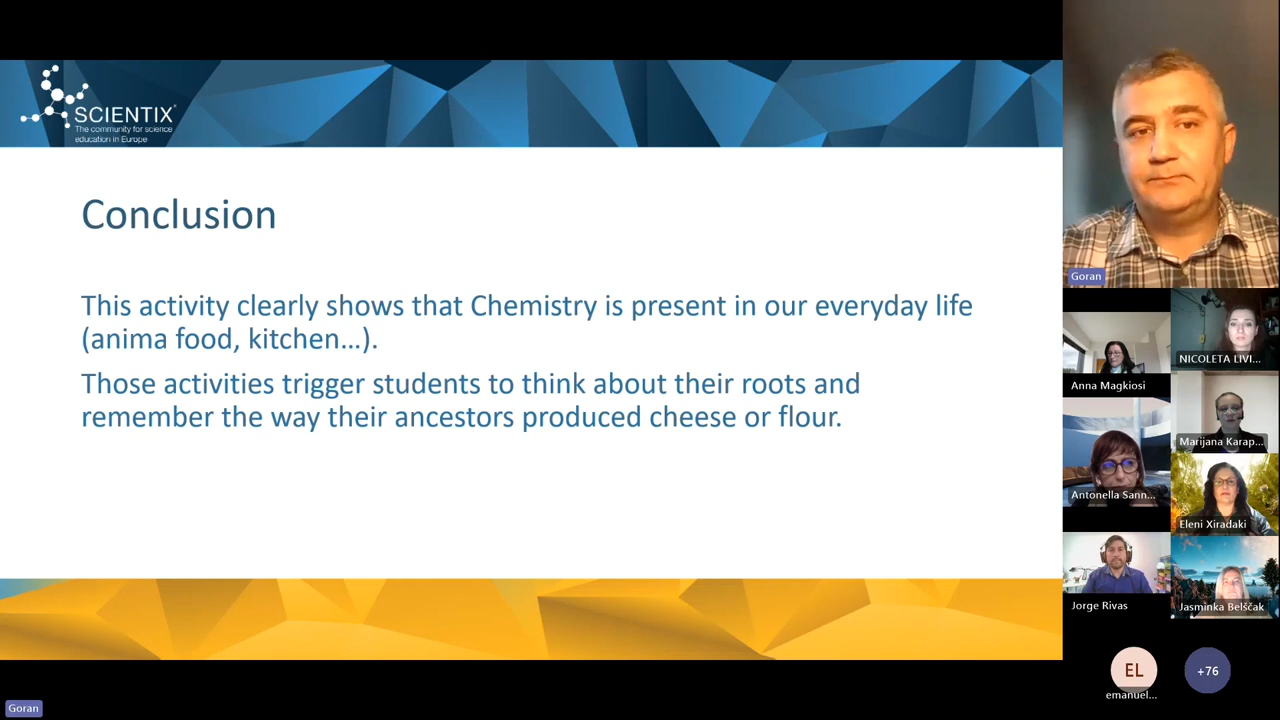 SCIENTIX
The community for science
education in Europe
Conclusion
This activity clearly shows that Chemistry is present in our everyday life
(anima food, kitchen...).
Those activities trigger students to think about their roots and
remember the way their ancestors produced cheese or flour.
Goran
Goran
Anna Magkiosi
NICOLETA LIVI...
Antonella Sann...
Marijana Karap...
Eleni Xiradaki
Jorge Rivas
Jasminka Belščak
EL
emanuel...
+76